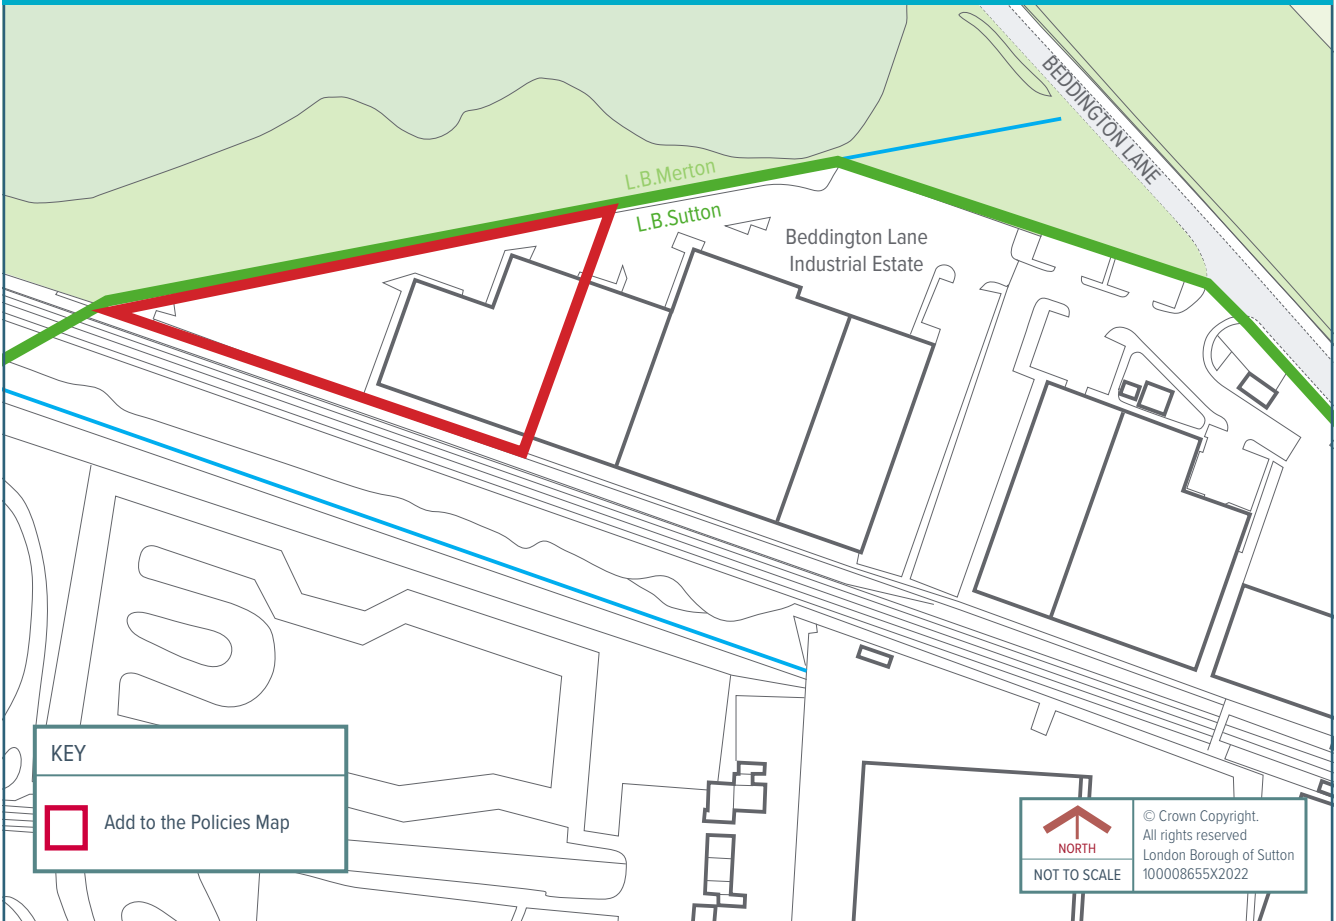 BEDDINGTON LANE
L.B.Merton
L.B.Sutton
Beddington Lane
Industrial Estate
KEY
Add to the Policies Map
NORTH
NOT TO SCALE
© Crown Copyright.
All rights reserved
London Borough of Sutton
100008655X2022